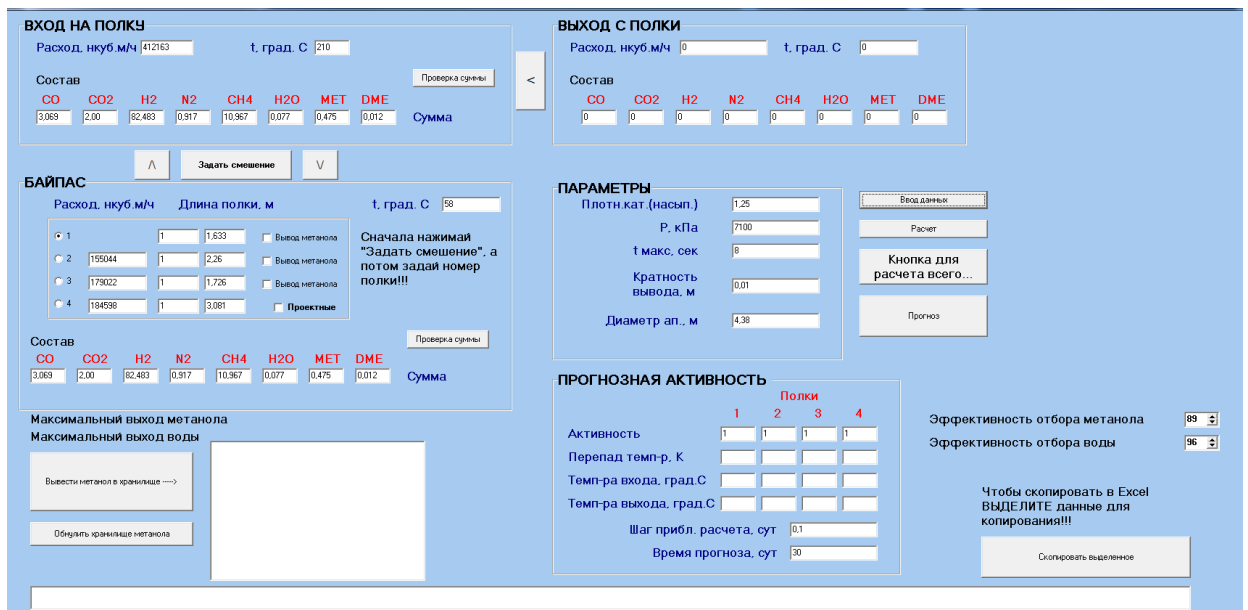 ВХОД НА ПОЛКУ
Расход, нкуб.м/ч 412163 t, град. С 210
Состав Проверка суммы
CO CO2 H2 N2 CH4 H2O MET DME
3,069 2,00 82,483 0,917 10,967 0,077 0,475 0,012 Сумма
<
ВЫХОД С ПОЛКИ
Расход, нкуб.м/ч 0 t, град. С 0
Состав
CO CO2 H2 N2 CH4 H2O MET DME
0 0 0 0 0 0 0 0
Λ Задать смешение V
БАЙПАС
Расход, нкуб.м/ч Длина полки, м t, град. С 58
1 1 1,633 Вывод метанола
2 155044 1 2,26 Вывод метанола
3 179022 1 1,726 Вывод метанола
4 184598 1 3,081 Проектные
Сначала нажимай
"Задать смешение", а
потом задай номер
полки!!!
Состав Проверка суммы
CO CO2 H2 N2 CH4 H2O MET DME
3,069 2,00 82,483 0,917 10,967 0,077 0,475 0,012 Сумма
ПАРАМЕТРЫ
Плотн.кат.(насып.) 1,25
P, кПа 7100
t макс, сек 8
Кратность
вывода, м 0,01
Диаметр ап., м 4,38
Ввод данных
Расчет
Кнопка для
расчета всего...
Прогноз
Максимальный выход метанола
Максимальный выход воды
Вывести метанол в хранилище ---->
Обнулить хранилище метанола
ПРОГНОЗНАЯ АКТИВНОСТЬ
Полки
1 2 3 4
Активность 1 1 1 1
Перепад темп-р, К
Темп-ра входа, град.С
Темп-ра выхода, град.С
Шаг прибл. расчета, сут 0,1
Время прогноза, сут 30
Эффективность отбора метанола 89
Эффективность отбора воды 96
Чтобы скопировать в Excel
ВЫДЕЛИТЕ данные для
копирования!!!
Скопировать выделенное